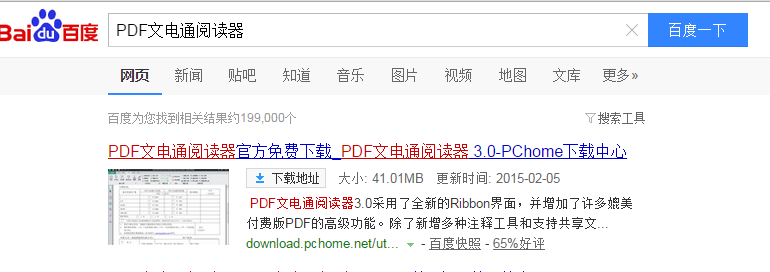 Bai du 百度 PDF文电通阅读器 百度一下
网页 新闻 贴吧 知道 音乐 图片 视频 地图 文库 更多»
百度为您找到相关结果约199,000个 搜索工具
PDF文电通阅读器官方免费下载_PDF文电通阅读器 3.0-PChome下载中心
下载地址 大小: 41.01MB 更新时间: 2015-02-05
PDF文电通阅读器3.0采用了全新的Ribbon界面，并增加了许多媲美
付费版PDF的高级功能。除了新增多种注释工具和支持共享文...
download.pchome.net/ut... - 百度快照 - 65%好评